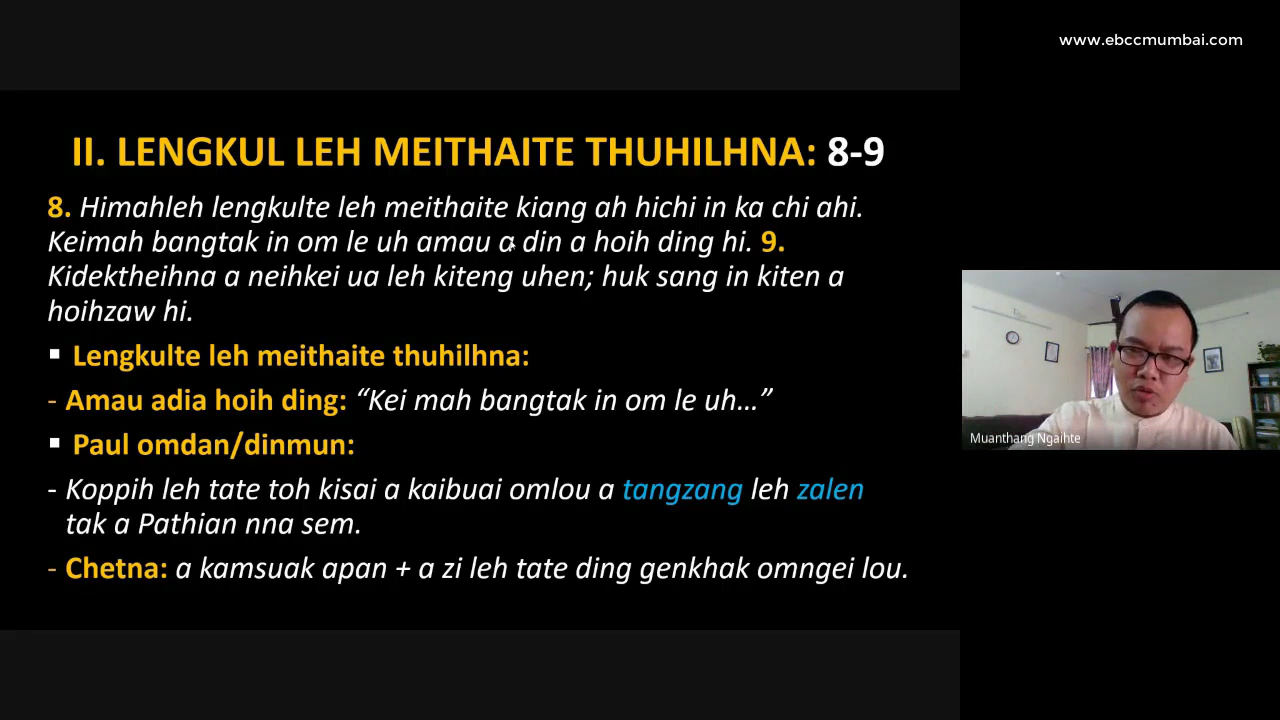 www.ebccmumbai.com
II. LENGKUL LEH MEITHAITE THUHILHNA: 8-9
8. Himahleh lengkulte leh meithaite kiang ah hichi in ka chi ahi.
Keimah bangtak in om le uh amau a din a hoih ding hi. 9.
Kidektheihna a neihkei ua leh kiteng uhen; huk sang in kiten a
hoihzaw hi.
▪ Lengkulte leh meithaite thuhilhna:
- Amau adia hoih ding: “Kei mah bangtak in om le uh…”
▪ Paul omdan/dinmun:
- Koppih leh tate toh kisai a kaibuai omlou a tangzang leh zalen
tak a Pathian nna sem.
- Chetna: a kamsuak apan + a zi leh tate ding genkhak omngei lou.
Muanthang Ngaihte